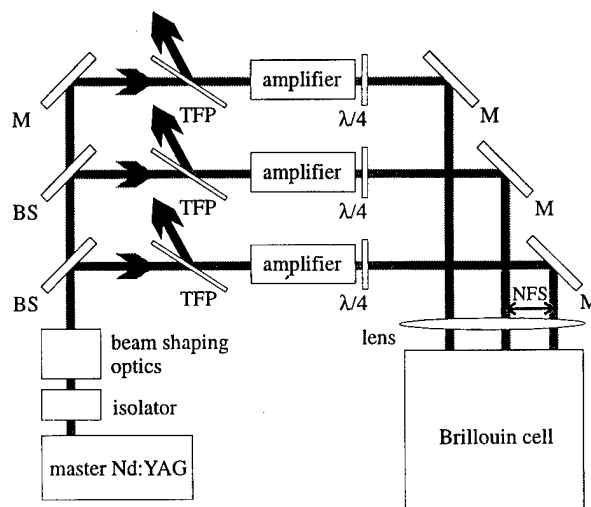 amplifier
M
TFP
λ/4
M
amplifier
BS
TFP
λ/4
M
amplifier
BS
TFP
λ/4
NFS
M
lens
beam shaping
optics
isolator
master Nd:YAG
Brillouin cell